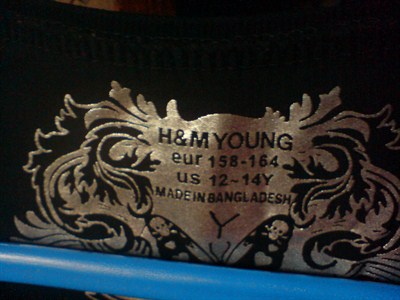 H&M YOUNG
eur 158-164
us 12-14Y
MADE IN BANGLADESH
Y